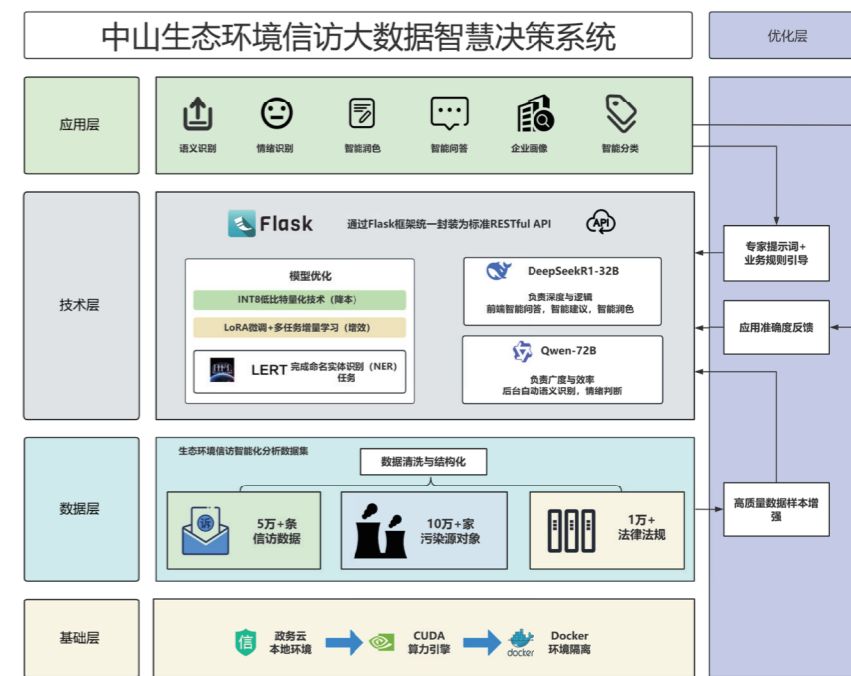 中山生态环境信访大数据智慧决策系统
优化层
应用层
语义识别
情绪识别
智能润色
智能问答
企业画像
智能分类
技术层
Flask
通过Flask框架统一封装为标准RESTful API
API
模型优化
INT8低比特量化技术（降本）
LoRA微调+多任务增量学习（增效）
LERT 完成命名实体识别（NER）
任务
DeepSeekR1-32B
负责深度与逻辑
前端智能问答，智能建议，智能润色
Qwen-72B
负责广度与效率
后台自动语义识别，情绪判断
专家提示词+
业务规则引导
应用准确度反馈
数据层
生态环境信访智能化分析数据集
数据清洗与结构化
诉
5万+条
信访数据
10万+家
污染源对象
1万+
法律法规
高质量数据样本增
强
基础层
信
政务云
本地环境
CUDA
算力引擎
docker
Docker
环境隔离